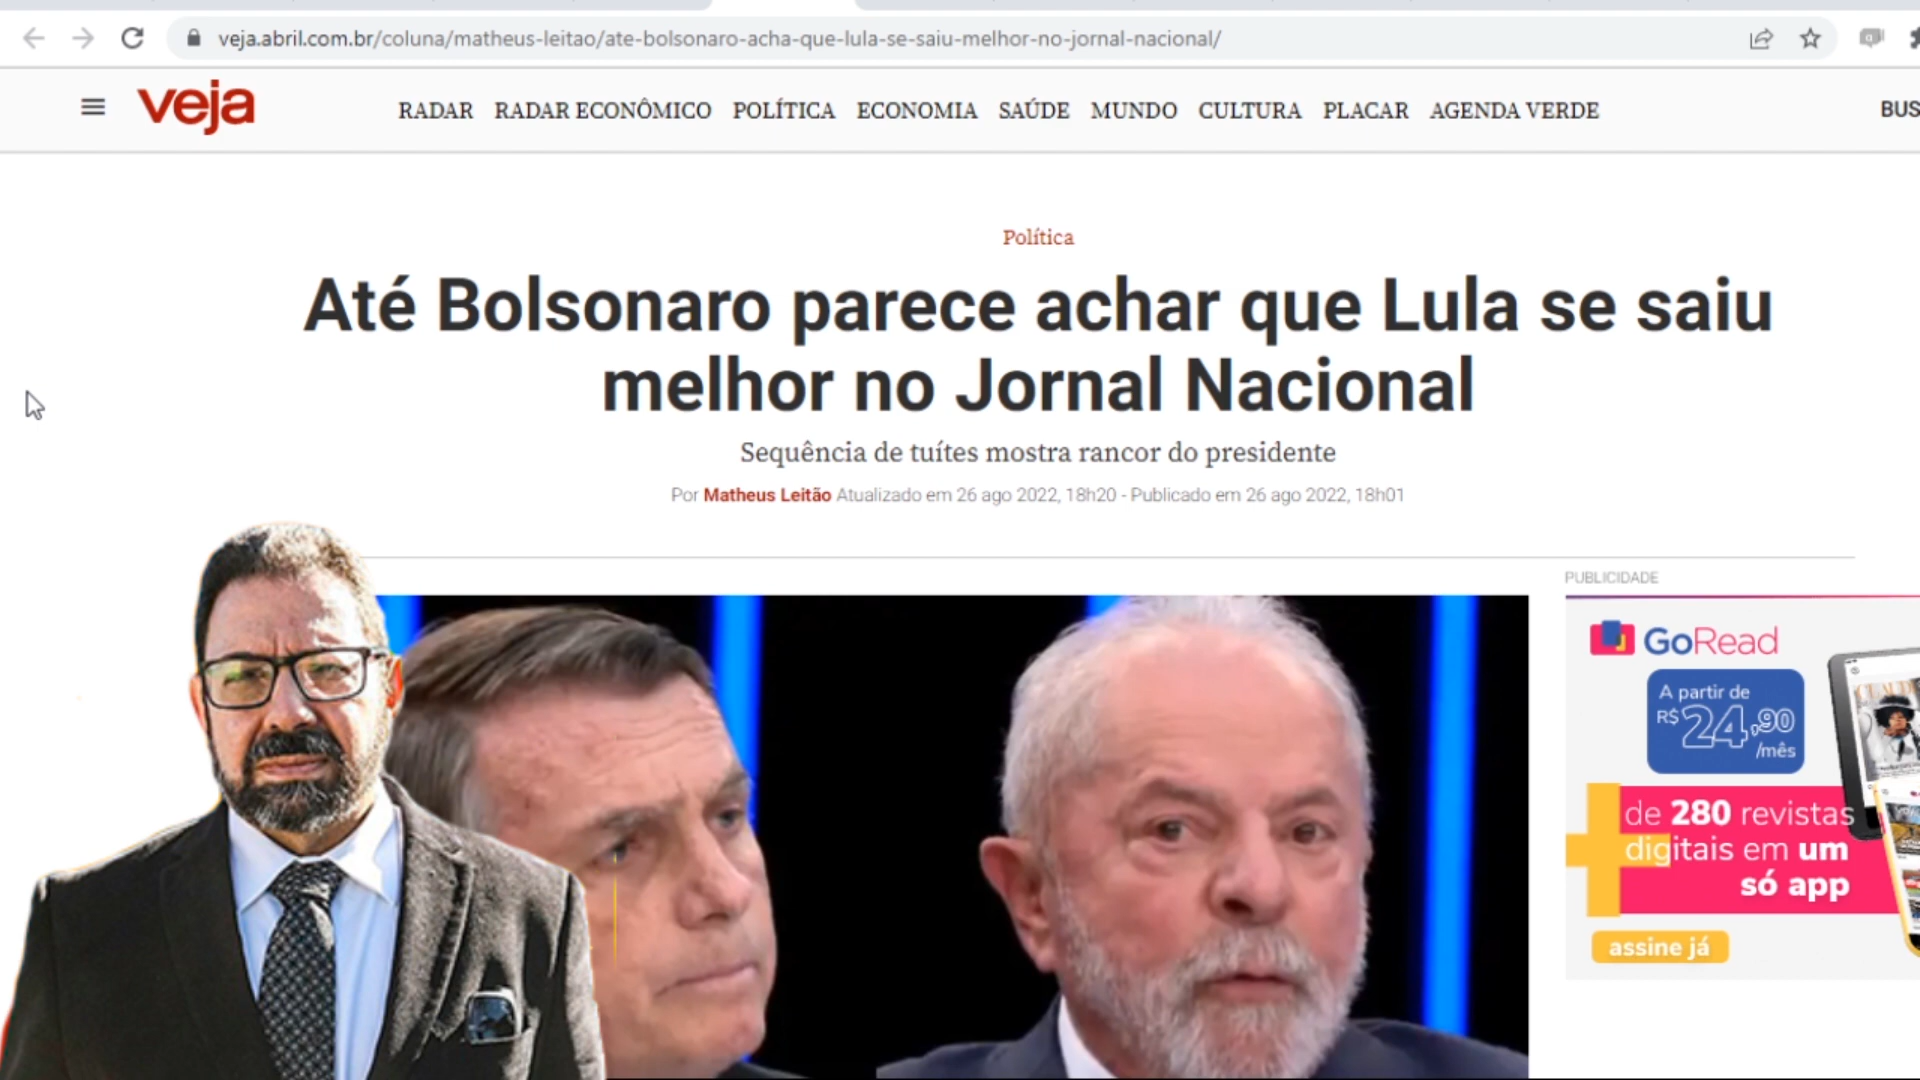 veja.abril.com.br/coluna/matheus-leitao/ate-bolsonaro-acha-que-lula-se-saiu-melhor-no-jornal-nacional/
veja
RADAR RADAR ECONÔMICO POLÍTICA ECONOMIA SAÚDE MUNDO CULTURA PLACAR AGENDA VERDE
BUS
Política
Até Bolsonaro parece achar que Lula se saiu
melhor no Jornal Nacional
Sequência de tuítes mostra rancor do presidente
Por Matheus Leitão Atualizado em 26 ago 2022, 18h20 - Publicado em 26 ago 2022, 18h01
PUBLICIDADE
GoRead
A partir de
R$ 24,90
/mês
de 280 revistas
digitais em um
só app
assine já